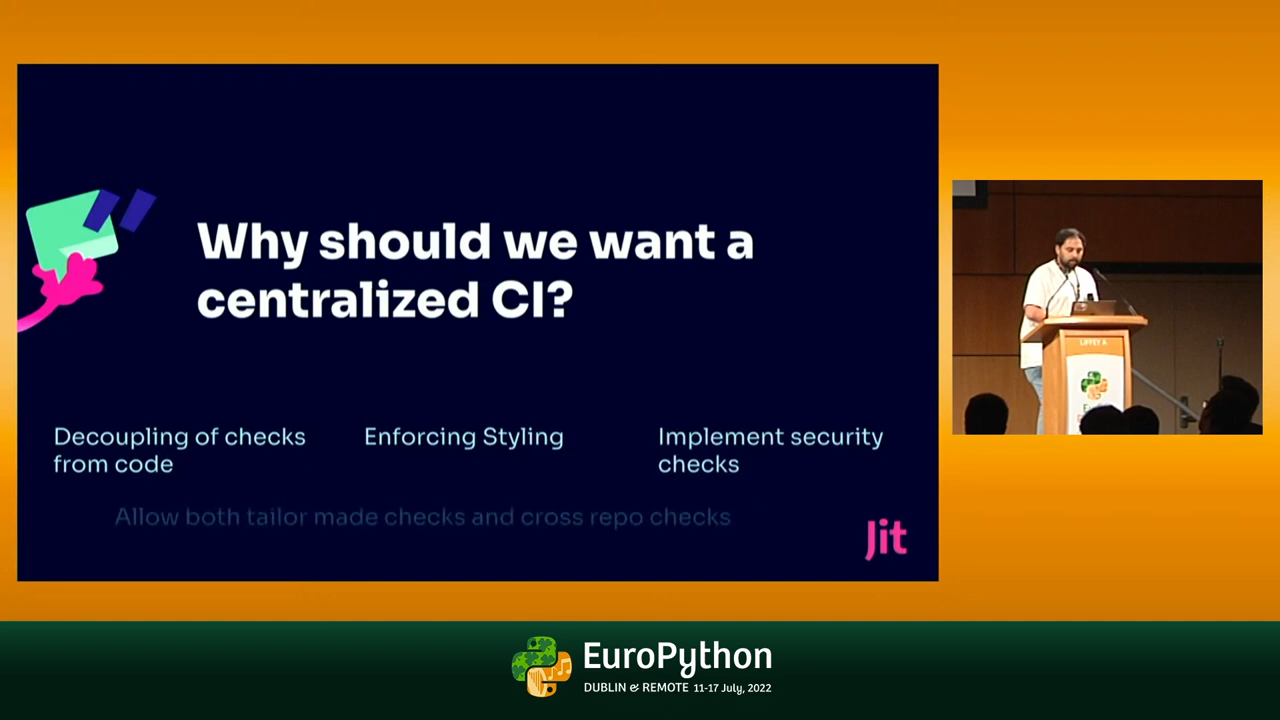 Why should we want a
centralized CI?
Decoupling of checks
from code
Enforcing Styling
Implement security
checks
Allow both tailor made checks and cross repo checks
Jit
LIFFEY A
EuroPython
DUBLIN & REMOTE 11-17 July, 2022